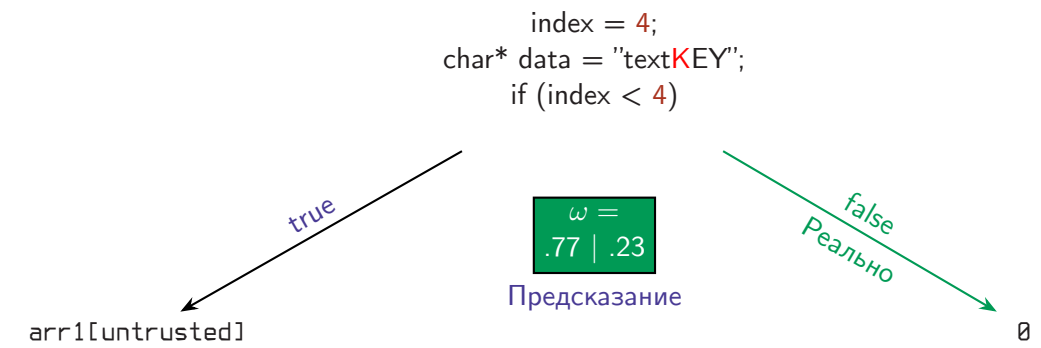 index = 4;
char* data = ”textKEY”;
if (index < 4)
true
false
Реально
ω =
.77 | .23
Предсказание
arr1[untrusted]
0